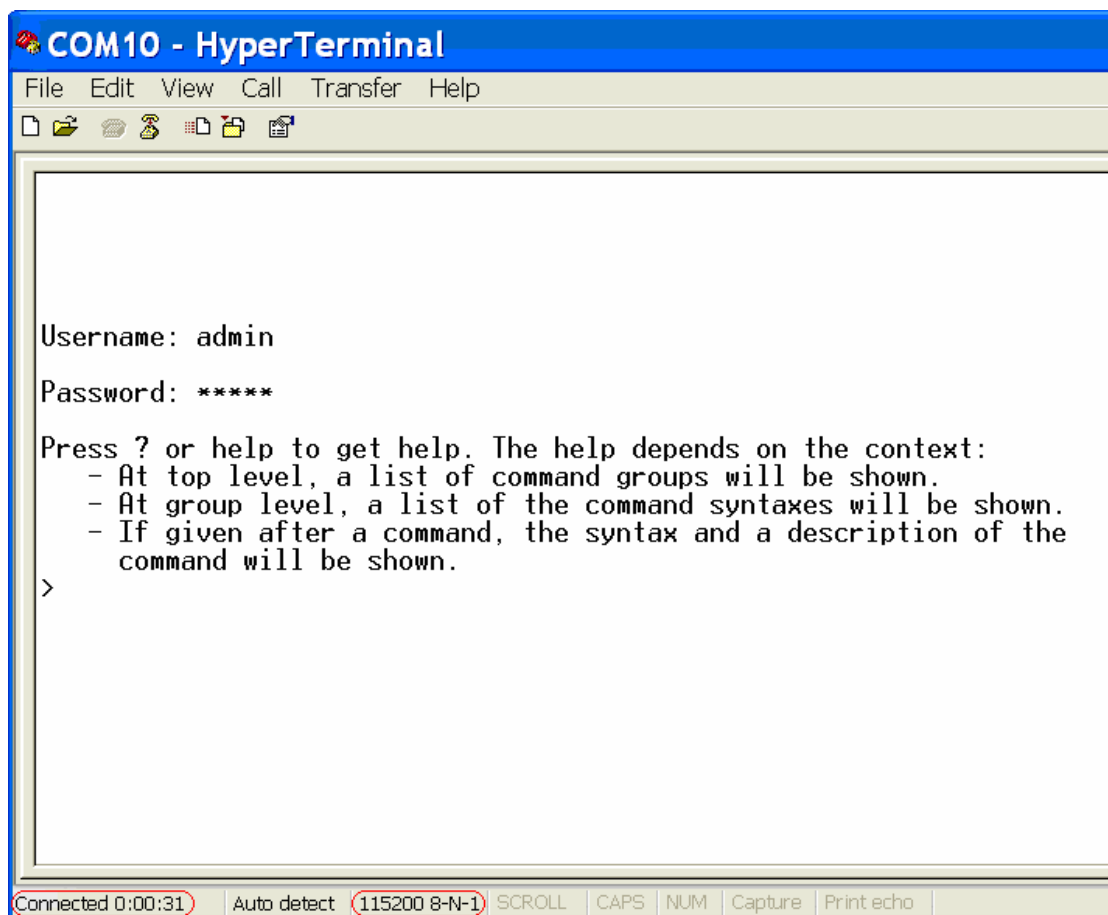 COM10 - HyperTerminal
File Edit View Call Transfer Help
Username: admin
Password: *****
Press ? or help to get help. The help depends on the context:
- At top level, a list of command groups will be shown.
- At group level, a list of the command syntaxes will be shown.
- If given after a command, the syntax and a description of the
command will be shown.
>
Connected 0:00:31 Auto detect 115200 8-N-1 SCROLL CAPS NUM Capture Print echo